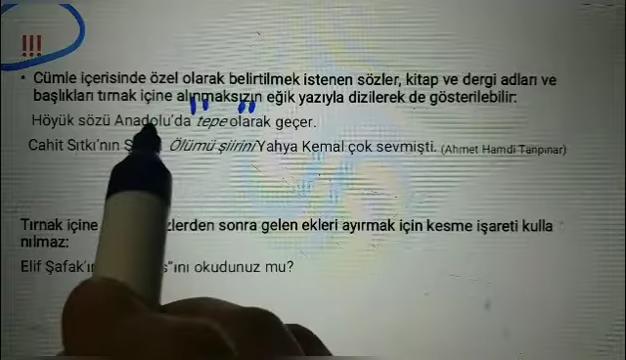 !!!
• Cümle içerisinde özel olarak belirtilmek istenen sözler, kitap ve dergi adları ve
başlıkları tırnak içine alınmaksızın eğik yazıyla dizilerek de gösterilebilir:
Höyük sözü Anadolu'da tepe olarak geçer.
Cahit Sıtkı'nın Ölümü şiirini Yahya Kemal çok sevmişti. (Ahmet Hamdi Tanpınar)
Tırnak içine sonra gelen ekleri ayırmak için kesme işareti kulla
nılmaz:
Elif "ını okudunuz mu?